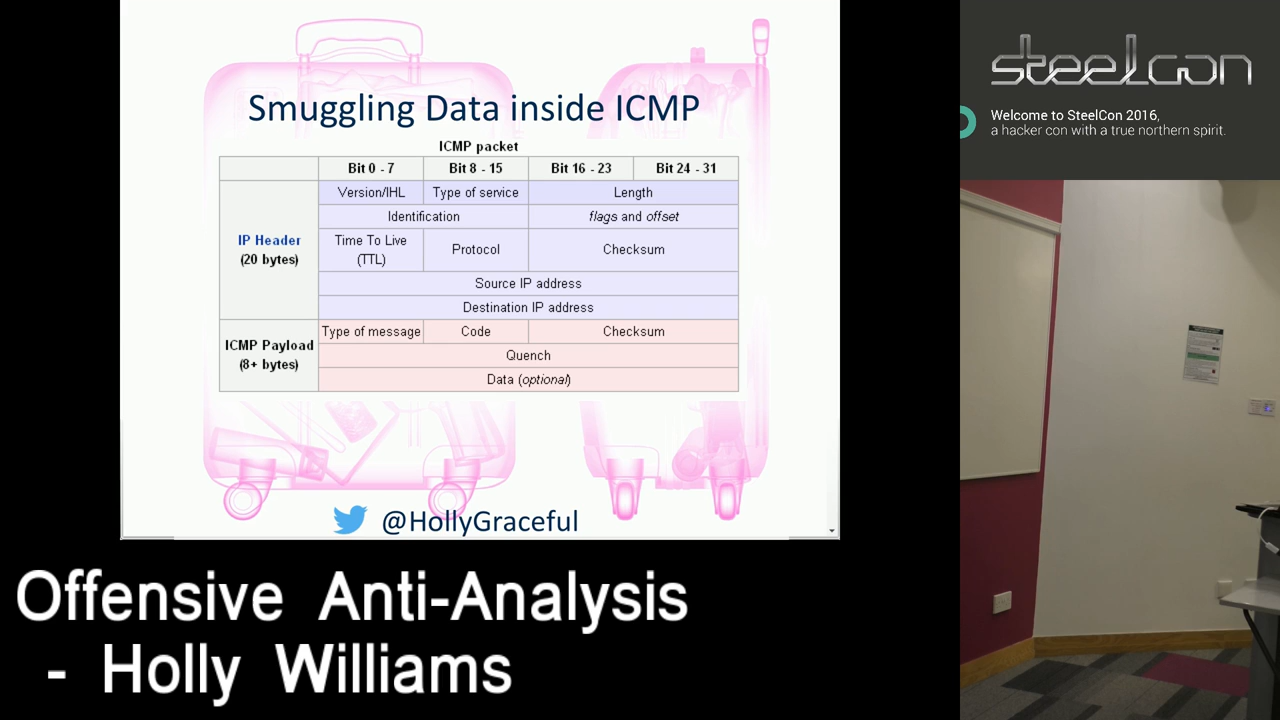 Smuggling Data inside ICMP
ICMP packet
Bit 0 - 7 Bit 8 - 15 Bit 16 - 23 Bit 24 - 31
IP Header
(20 bytes)
Version/IHL Type of service Length
Identification flags and offset
Time To Live
(TTL)
Protocol Checksum
Source IP address
Destination IP address
ICMP Payload
(8+ bytes)
Type of message Code Checksum
Quench
Data (optional)
@HollyGraceful
Offensive Anti-Analysis
- Holly Williams
steelcon
Welcome to SteelCon 2016,
a hacker con with a true northern spirit.